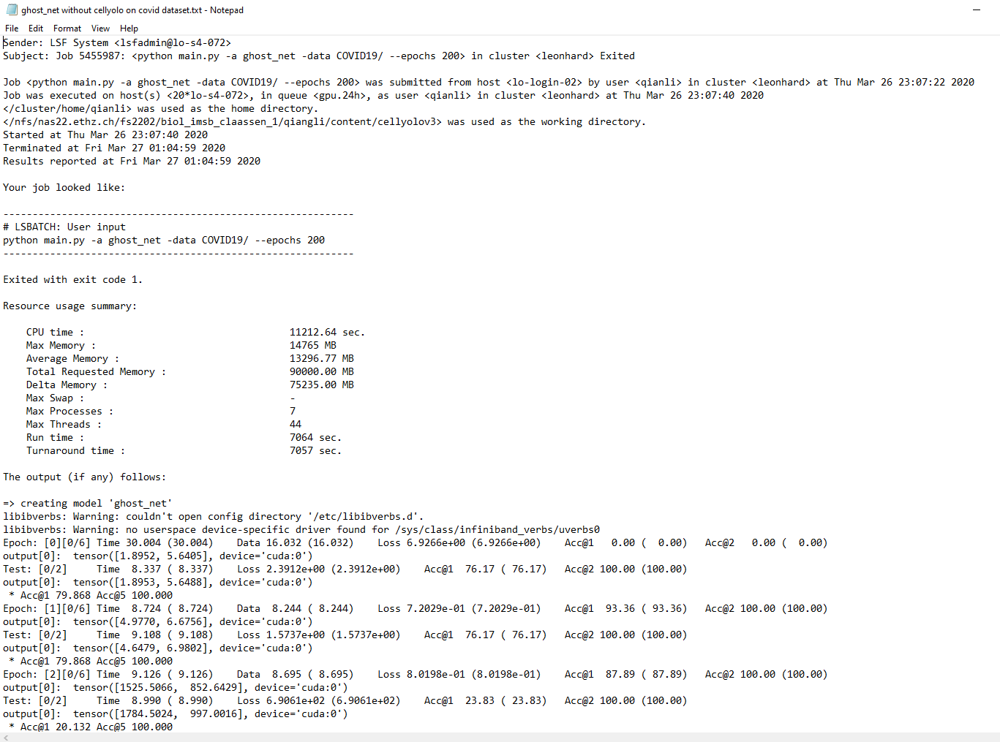 ghost_net without cellyolo on covid dataset.txt - Notepad
File Edit Format View Help
Sender: LSF System <lsfadmin@lo-s4-072>
Subject: Job 5455987: <python main.py -a ghost_net -data COVID19/ --epochs 200> in cluster <leonhard> Exited
Job <python main.py -a ghost_net -data COVID19/ --epochs 200> was submitted from host <lo-login-02> by user <qianli> in cluster <leonhard> at Thu Mar 26 23:07:22 2020
Job was executed on host(s) <20*lo-s4-072>, in queue <gpu.24h>, as user <qianli> in cluster <leonhard> at Thu Mar 26 23:07:40 2020
</cluster/home/qianli> was used as the home directory.
</nfs/nas22.ethz.ch/fs2202/biol_imsb_claassen_1/qiangli/content/cellyolov3> was used as the working directory.
Started at Thu Mar 26 23:07:40 2020
Terminated at Fri Mar 27 01:04:59 2020
Results reported at Fri Mar 27 01:04:59 2020
Your job looked like:
------------------------------------------------------------
# LSBATCH: User input
python main.py -a ghost_net -data COVID19/ --epochs 200
------------------------------------------------------------
Exited with exit code 1.
Resource usage summary:
CPU time : 11212.64 sec.
Max Memory : 14765 MB
Average Memory : 13296.77 MB
Total Requested Memory : 90000.00 MB
Delta Memory : 75235.00 MB
Max Swap : -
Max Processes : 7
Max Threads : 44
Run time : 7064 sec.
Turnaround time : 7057 sec.
The output (if any) follows:
=> creating model 'ghost_net'
libibverbs: Warning: couldn't open config directory '/etc/libibverbs.d'.
libibverbs: Warning: no userspace device-specific driver found for /sys/class/infiniband_verbs/uverbs0
Epoch: [0][0/6] Time 30.004 (30.004) Data 16.032 (16.032) Loss 6.9266e+00 (6.9266e+00) Acc@1 0.00 ( 0.00) Acc@2 0.00 ( 0.00)
output[0]: tensor([1.8952, 5.6405], device='cuda:0')
Test: [0/2] Time 8.337 ( 8.337) Loss 2.3912e+00 (2.3912e+00) Acc@1 76.17 ( 76.17) Acc@2 100.00 (100.00)
output[0]: tensor([1.8953, 5.6488], device='cuda:0')
* Acc@1 79.868 Acc@5 100.000
Epoch: [1][0/6] Time 8.724 ( 8.724) Data 8.244 ( 8.244) Loss 7.2029e-01 (7.2029e-01) Acc@1 93.36 ( 93.36) Acc@2 100.00 (100.00)
output[0]: tensor([4.9770, 6.6756], device='cuda:0')
Test: [0/2] Time 9.108 ( 9.108) Loss 1.5737e+00 (1.5737e+00) Acc@1 76.17 ( 76.17) Acc@2 100.00 (100.00)
output[0]: tensor([4.6479, 6.9802], device='cuda:0')
* Acc@1 79.868 Acc@5 100.000
Epoch: [2][0/6] Time 9.126 ( 9.126) Data 8.695 ( 8.695) Loss 8.0198e-01 (8.0198e-01) Acc@1 87.89 ( 87.89) Acc@2 100.00 (100.00)
output[0]: tensor([1525.5066, 852.6429], device='cuda:0')
Test: [0/2] Time 8.990 ( 8.990) Loss 6.9061e+02 (6.9061e+02) Acc@1 23.83 ( 23.83) Acc@2 100.00 (100.00)
output[0]: tensor([1784.5024, 997.0016], device='cuda:0')
* Acc@1 20.132 Acc@5 100.000